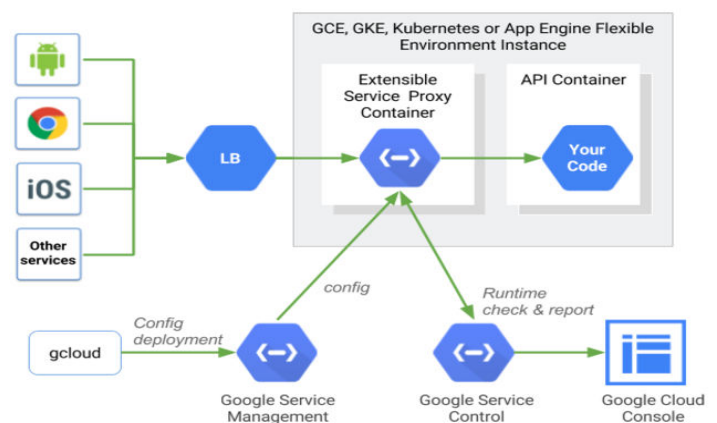 GCE, GKE, Kubernetes or App Engine Flexible
Environment Instance
Extensible
Service Proxy
Container
API Container
LB
Your
Code
iOS
Other
services
config
Runtime
check & report
Config
deployment
gcloud
Google Service
Management
Google Service
Control
Google Cloud
Console